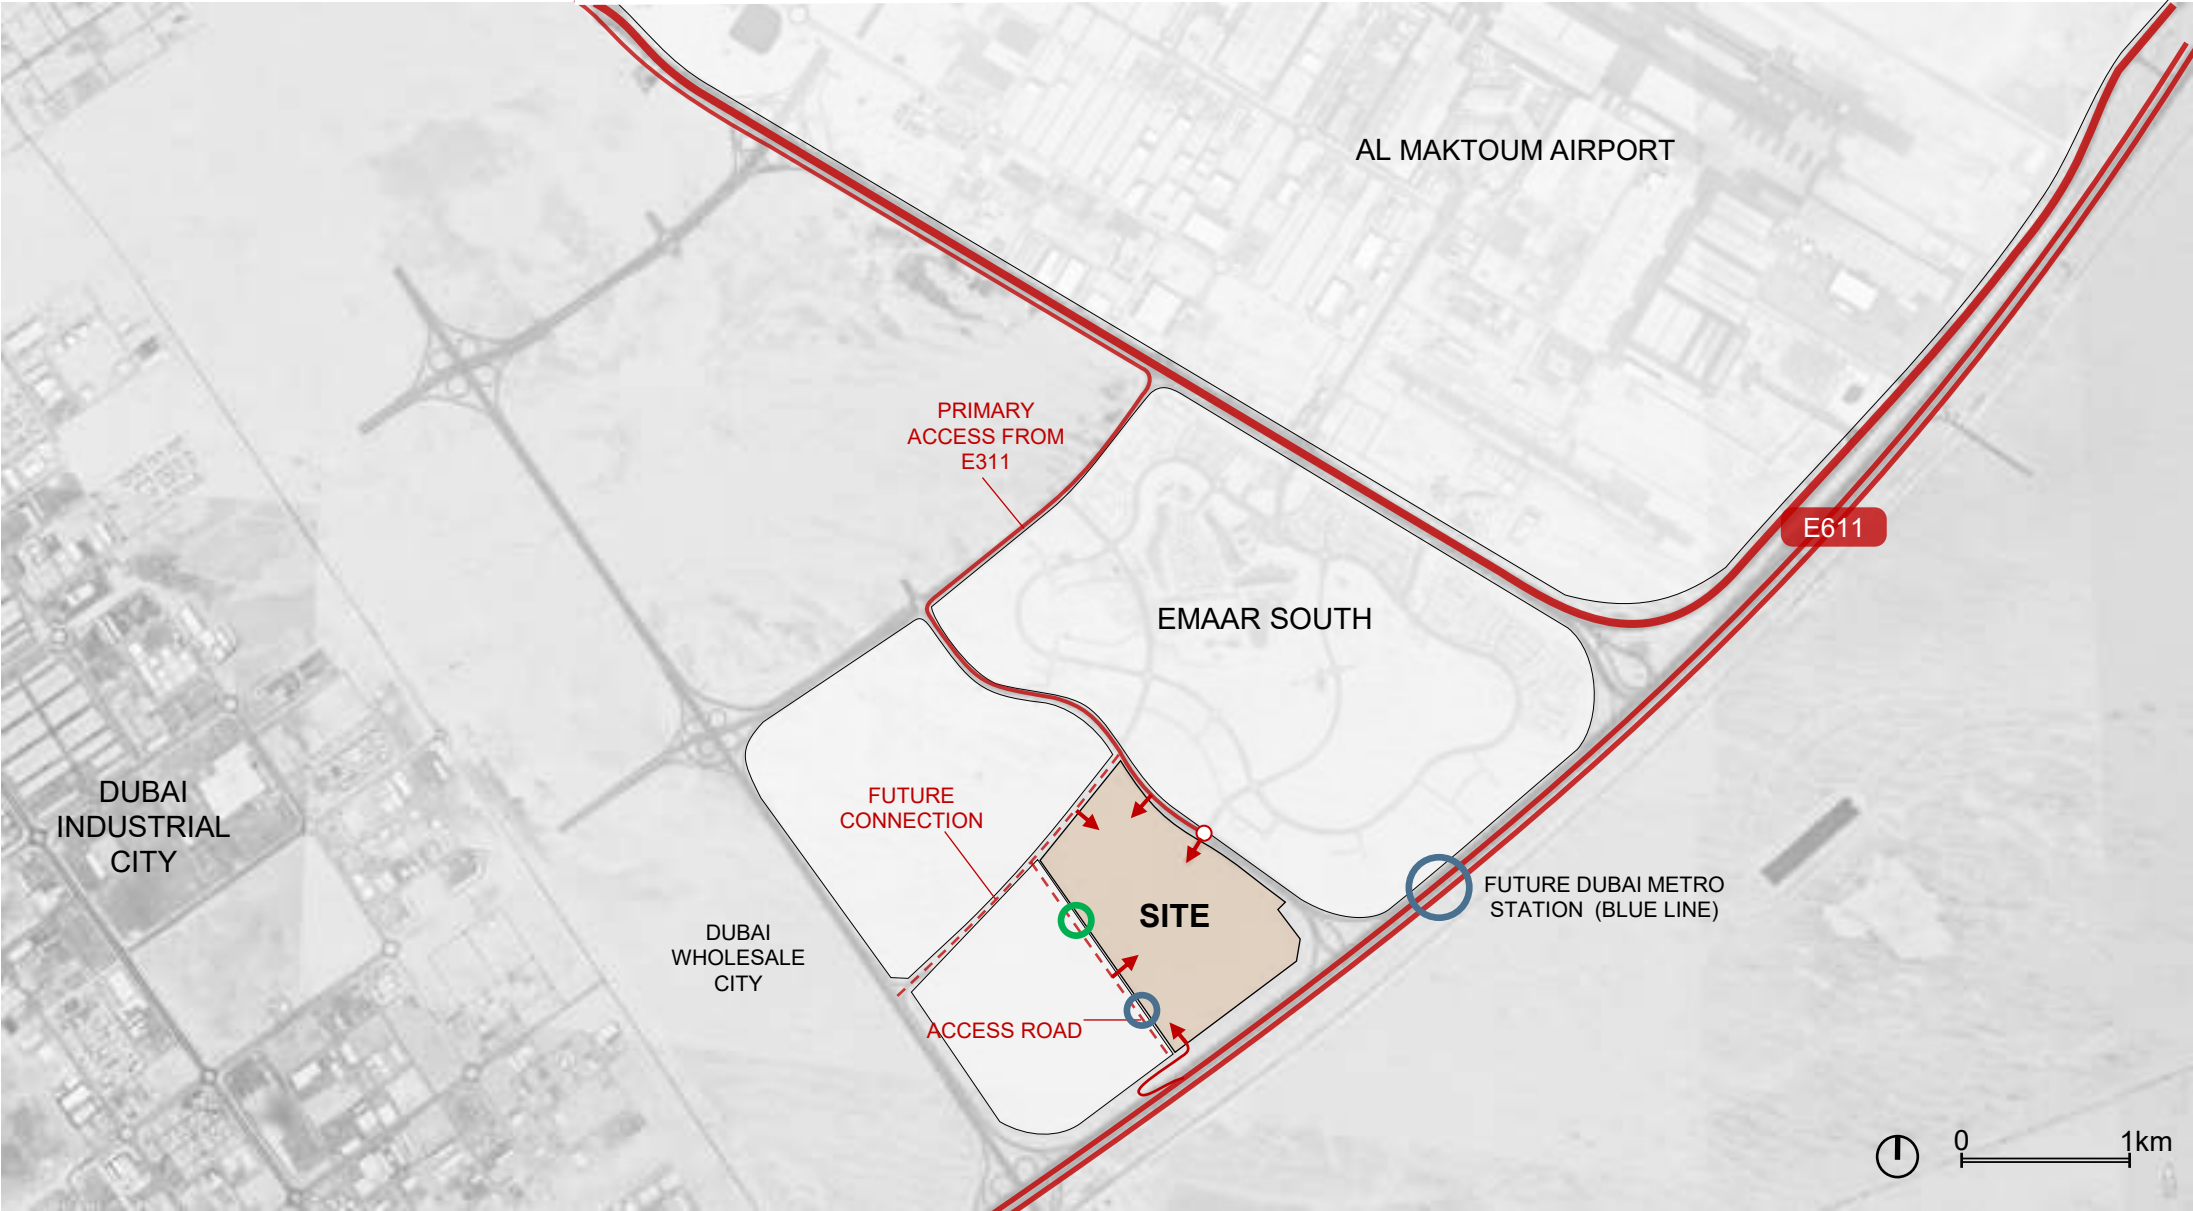 AL MAKTOUM AIRPORT
PRIMARY
ACCESS FROM
E311
E611
EMAAR SOUTH
DUBAI
INDUSTRIAL
CITY
FUTURE
CONNECTION
FUTURE DUBAI METRO
STATION (BLUE LINE)
SITE
DUBAI
WHOLESALE
CITY
ACCESS ROAD
0 1km